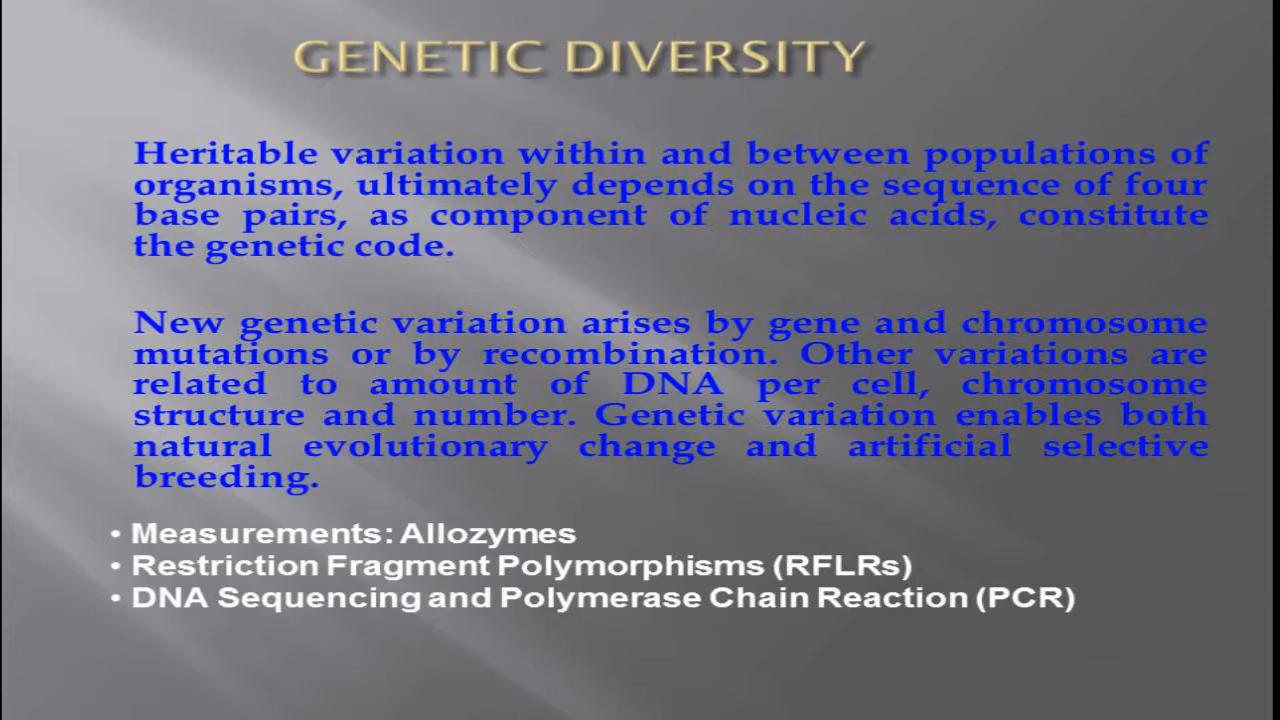 GENETIC DIVERSITY
Heritable variation within and between populations of
organisms, ultimately depends on the sequence of four
base pairs, as component of nucleic acids, constitute
the genetic code.
New genetic variation arises by gene and chromosome
mutations or by recombination. Other variations are
related to amount of DNA per cell, chromosome
structure and number. Genetic variation enables both
natural evolutionary change and artificial selective
breeding.
• Measurements: Allozymes
• Restriction Fragment Polymorphisms (RFLRs)
• DNA Sequencing and Polymerase Chain Reaction (PCR)